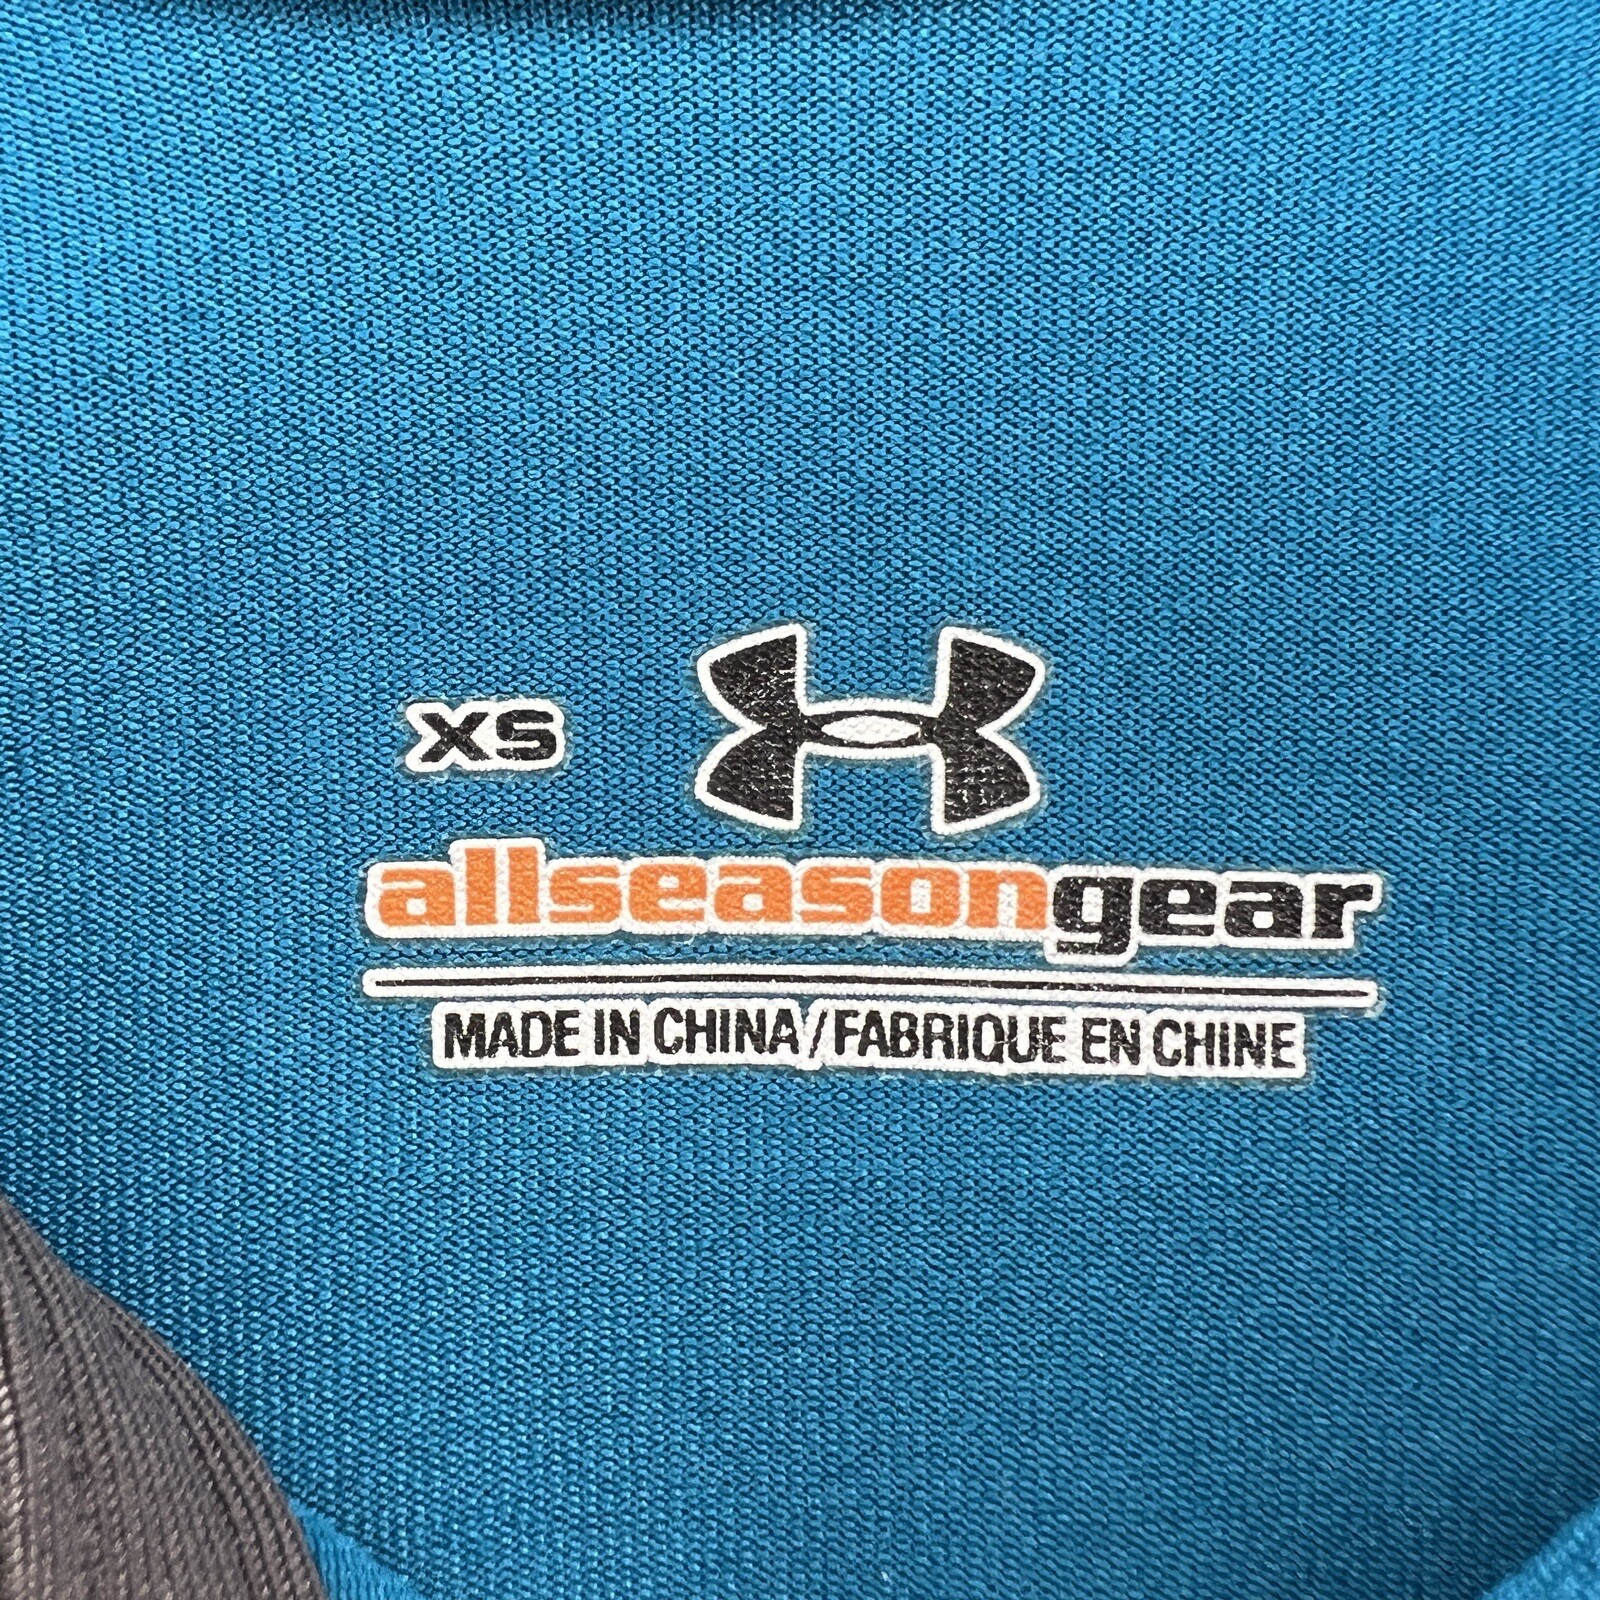 XS
allseasongear
MADE IN CHINA/FABRIQUE EN CHINE